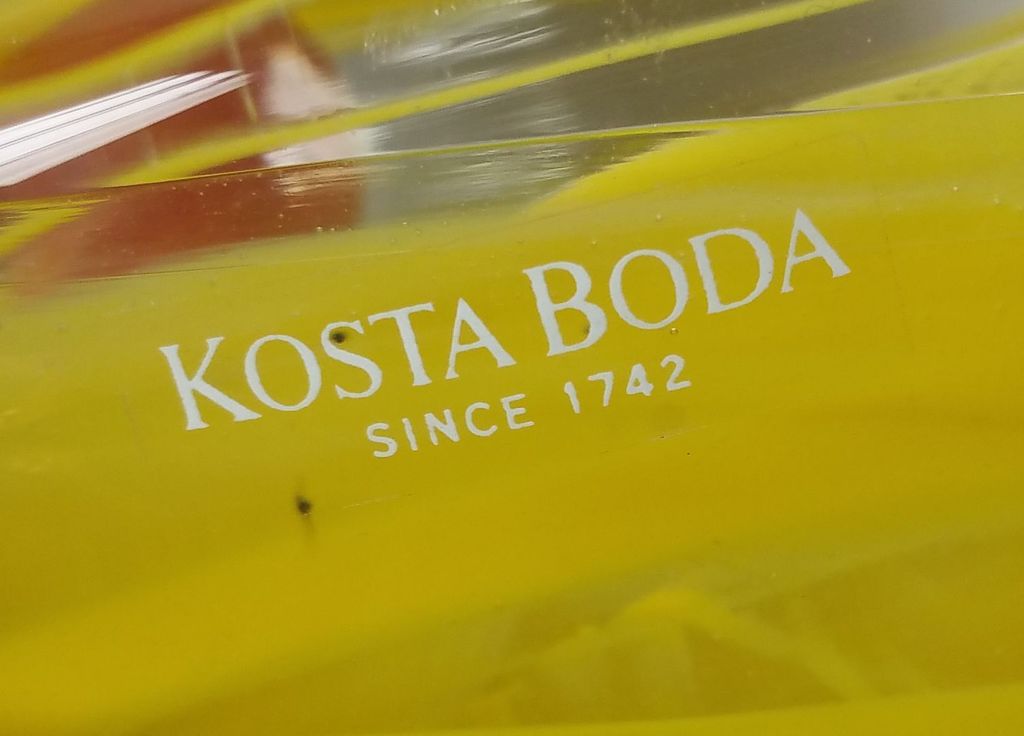 KOSTA BODA
SINCE 1742